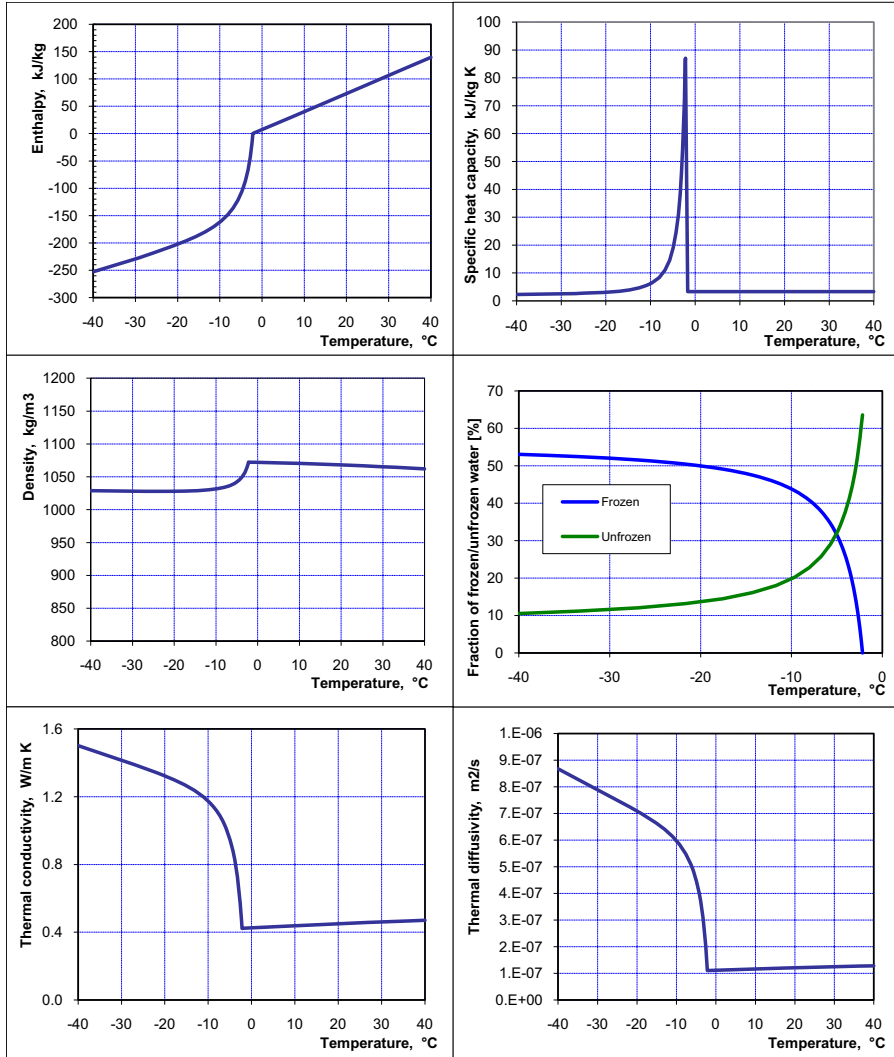 Enthalpy, kJ/kg
200
150
100
50
0
-50
-100
-150
-200
-250
-300
-40 -30 -20 -10 0 10 20 30 40
Temperature, °C
Specific heat capacity, kJ/kg K
100
90
80
70
60
50
40
30
20
10
0
-40 -30 -20 -10 0 10 20 30 40
Temperature, °C
Density, kg/m3
1200
1150
1100
1050
1000
950
900
850
800
-40 -30 -20 -10 0 10 20 30 40
Temperature, °C
Fraction of frozen/unfrozen water [%]
70
60
50
40
30
20
10
0
Frozen
Unfrozen
-40 -30 -20 -10 0
Temperature, °C
Thermal conductivity, W/m K
1.6
1.2
0.8
0.4
0.0
-40 -30 -20 -10 0 10 20 30 40
Temperature, °C
Thermal diffusivity, m2/s
1.E-06
9.E-07
8.E-07
7.E-07
6.E-07
5.E-07
4.E-07
3.E-07
2.E-07
1.E-07
0.E+00
-40 -30 -20 -10 0 10 20 30 40
Temperature, °C